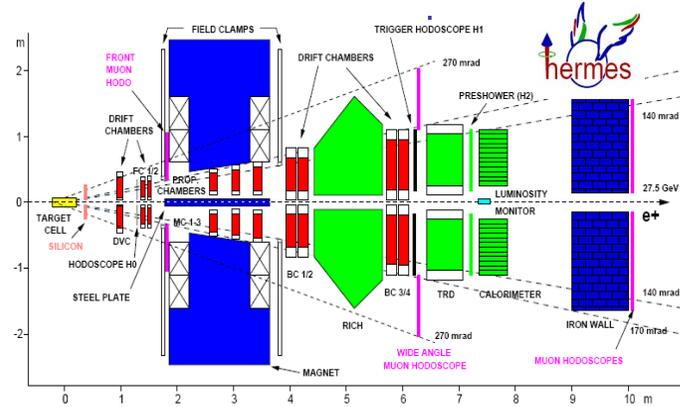 m
FIELD CLAMPS
TRIGGER HODOSCOPE H1
hermes
FRONT
MUON
HODO
DRIFT CHAMBERS
270 mrad
2
PRESHOWER (H2)
DRIFT
CHAMBERS
140 mrad
1
FC 1/2
PROP.
CHAMBERS
27.5 GeV
LUMINOSITY
0
e+
TARGET
CELL
MONITOR
MC 1-3
SILICON
DVC
HODOSCOPE H0
BC 1/2
-1
STEEL PLATE
BC 3/4
TRD
CALORIMETER
140 mrad
RICH
IRON WALL
170 mrad
-2
270 mrad
WIDE ANGLE
MUON HODOSCOPE
MUON HODOSCOPES
MAGNET
0 1 2 3 4 5 6 7 8 9 10 m